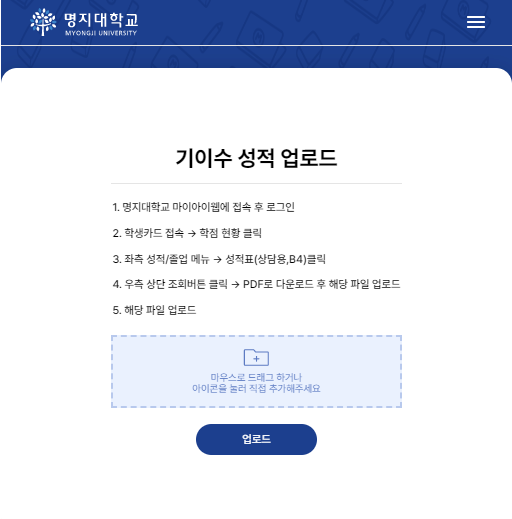 명지대학교
MYONGJI UNIVERSITY
기이수 성적 업로드
1. 명지대학교 마이아이웹에 접속 후 로그인
2. 학생카드 접속 → 학점 현황 클릭
3. 좌측 성적/졸업 메뉴 → 성적표(상담용,B4)클릭
4. 우측 상단 조회버튼 클릭 → PDF로 다운로드 후 해당 파일 업로드
5. 해당 파일 업로드
마우스로 드래그 하거나
아이콘을 눌러 직접 추가해주세요
업로드